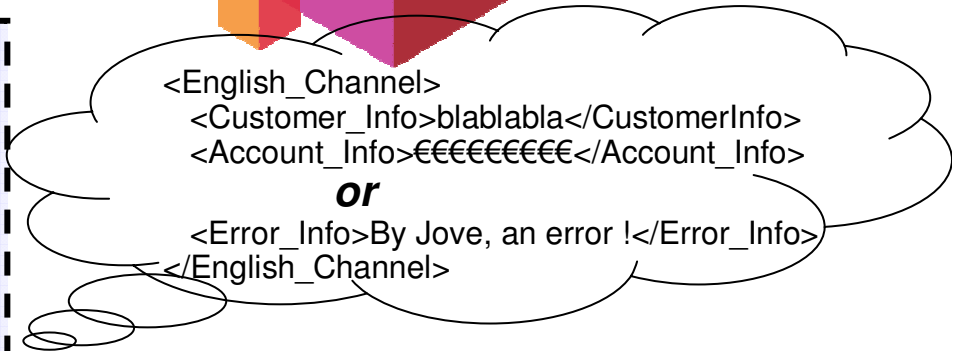 <English_Channel>
<Customer_Info>blablabla</CustomerInfo>
<Account_Info>€€€€€€€€€</Account_Info>
or
<Error_Info>By Jove, an error !</Error_Info>
</English_Channel>